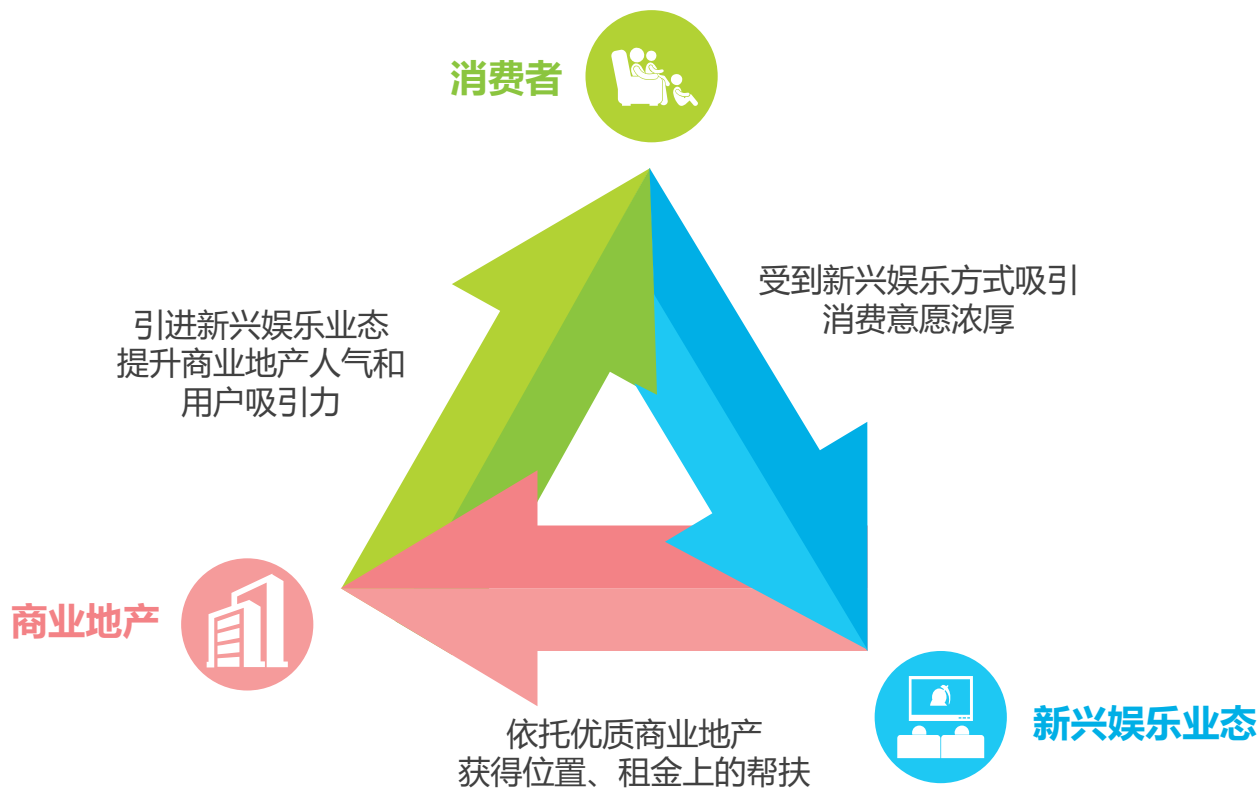 消费者
受到新兴娱乐方式吸引
消费意愿浓厚
引进新兴娱乐业态
提升商业地产人气和
用户吸引力
商业地产
新兴娱乐业态
依托优质商业地产
获得位置、租金上的帮扶